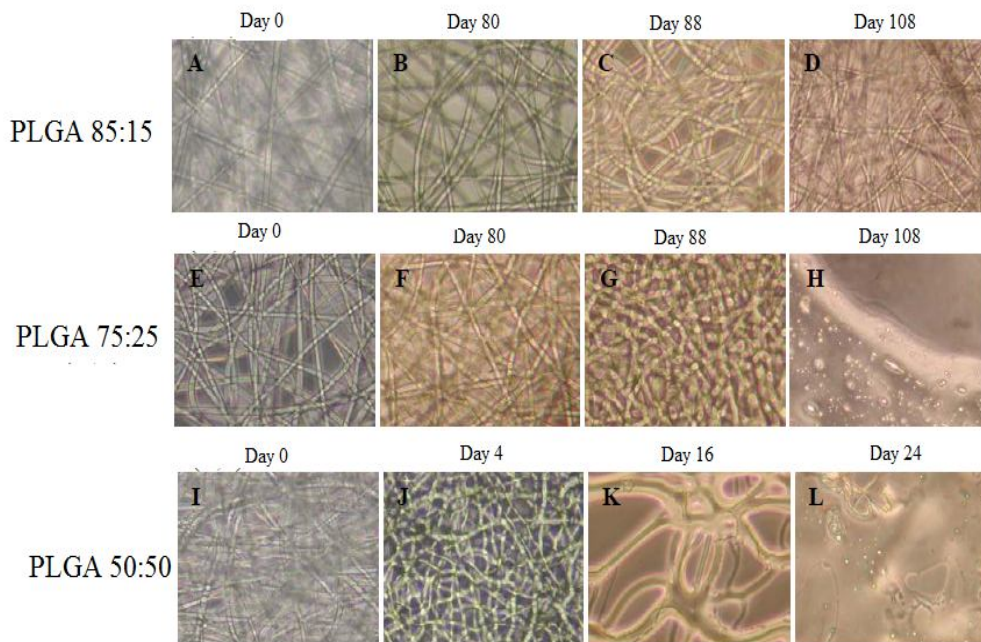 Day 0 Day 80 Day 88 Day 108
PLGA 85:15 A B C D
Day 0 Day 80 Day 88 Day 108
PLGA 75:25 E F G H
Day 0 Day 4 Day 16 Day 24
PLGA 50:50 I J K L